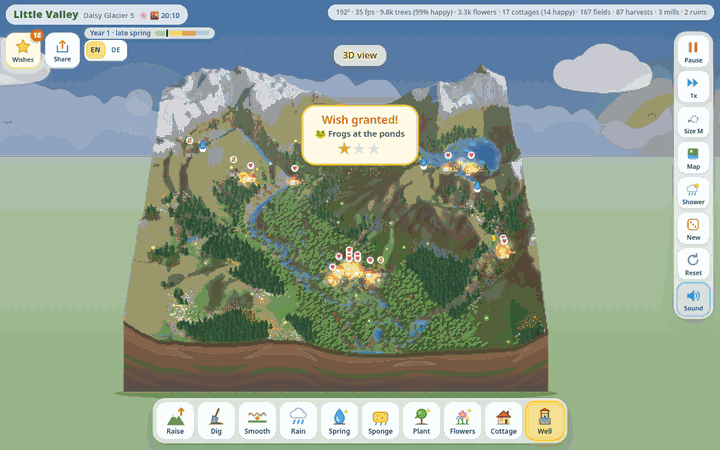 Little Valley Daisy Glacier 5 20:10
192² · 35 fps · 9.8k trees (99% happy) · 3.3k flowers · 17 cottages (14 happy) · 167 fields · 87 harvests · 3 mills · 2 ruins
Year 1 · late spring
18
Wishes
Share
EN
DE
3D view
Wish granted!
🐸 Frogs at the ponds
Pause
1x
Size M
Map
Shower
New
Reset
Sound
Raise
Dig
Smooth
Rain
Spring
Sponge
Plant
Flowers
Cottage
Well